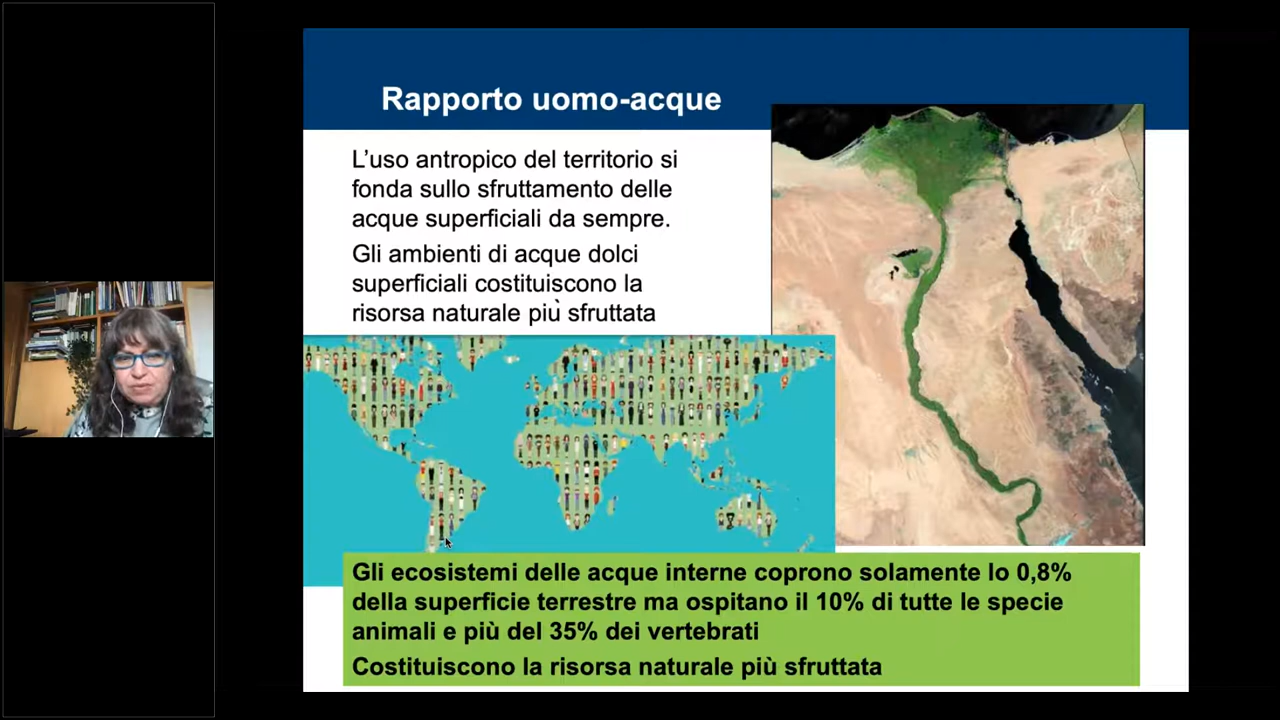 Rapporto uomo-acque
L'uso antropico del territorio si
fonda sullo sfruttamento delle
acque superficiali da sempre.
Gli ambienti di acque dolci
superficiali costituiscono la
risorsa naturale più sfruttata
Gli ecosistemi delle acque interne coprono solamente lo 0,8%
della superficie terrestre ma ospitano il 10% di tutte le specie
animali e più del 35% dei vertebrati
Costituiscono la risorsa naturale più sfruttata